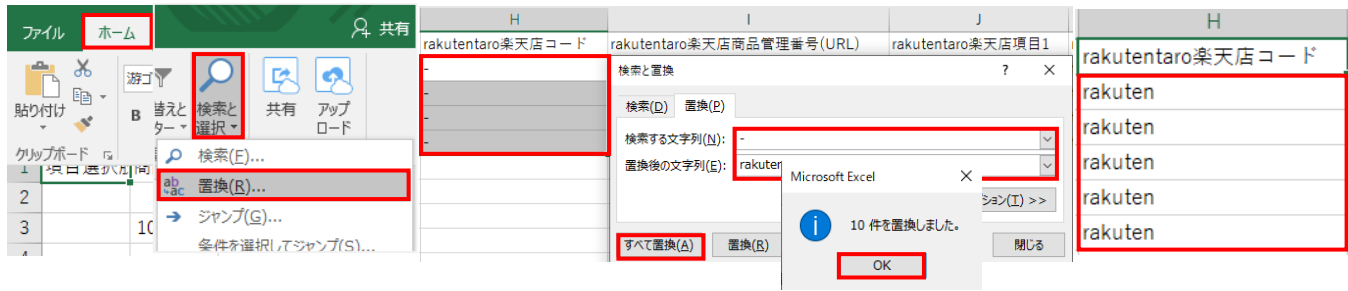 ファイル ホーム 共有
貼り付け
游ゴ
B
検索と
選択
共有 アップ
ロード
クリップボード
検索(F)...
置換(R)...
ジャンプ(G)...
条件を選択してジャンプ(S)...
1
2
3 10
H I J
rakutentaro楽天店コード rakutentaro楽天店商品管理番号(URL) rakutentaro楽天店項目1
-
-
-
-
検索と置換 ? ×
検索(D) 置換(P)
検索する文字列(N): -
置換後の文字列(E): rakuten
ション(T) >>
すべて置換(A) 置換(R) 閉じる
Microsoft Excel ×
10 件を置換しました。
OK
H
rakutentaro楽天店コード
rakuten
rakuten
rakuten
rakuten
rakuten